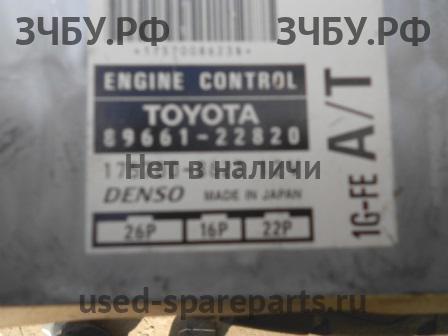 ЗЧБУ.РФ ЗЧБУ.РФ
ENGINE CONTROL
TOYOTA
89661-22820
Нет в наличии
DENSO MADE IN JAPAN
26P 16P 22P
1G-FE A/T
used-spareparts.ru